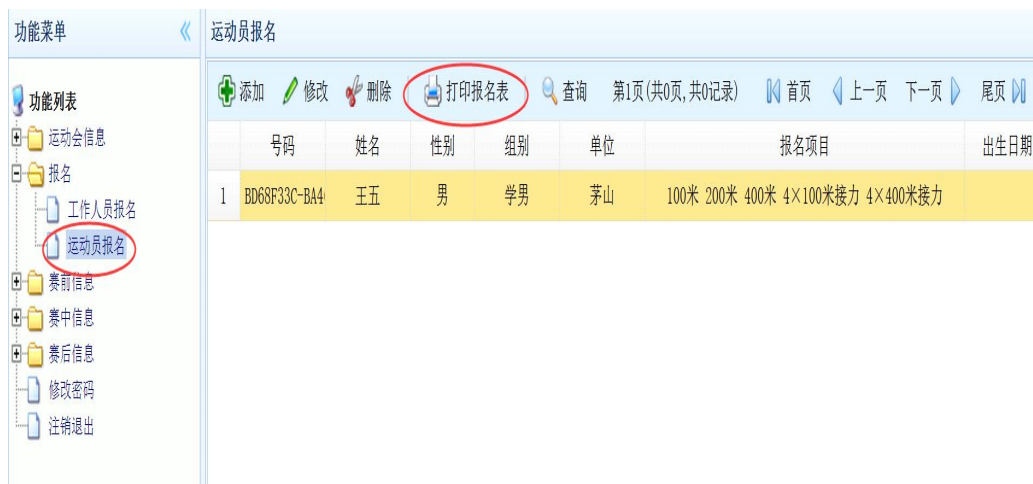 功能菜单
运动员报名
功能列表
运动会信息
报名
工作人员报名
运动员报名
赛前信息
赛中信息
赛后信息
修改密码
注销退出
添加 修改 删除 打印报名表 查询 第1页(共0页,共0记录) 首页 上一页 下一页 尾页
号码 姓名 性别 组别 单位 报名项目 出生日期
1 BD68F33C-BA4 王五 男 学男 茅山 100米 200米 400米 4×100米接力 4×400米接力